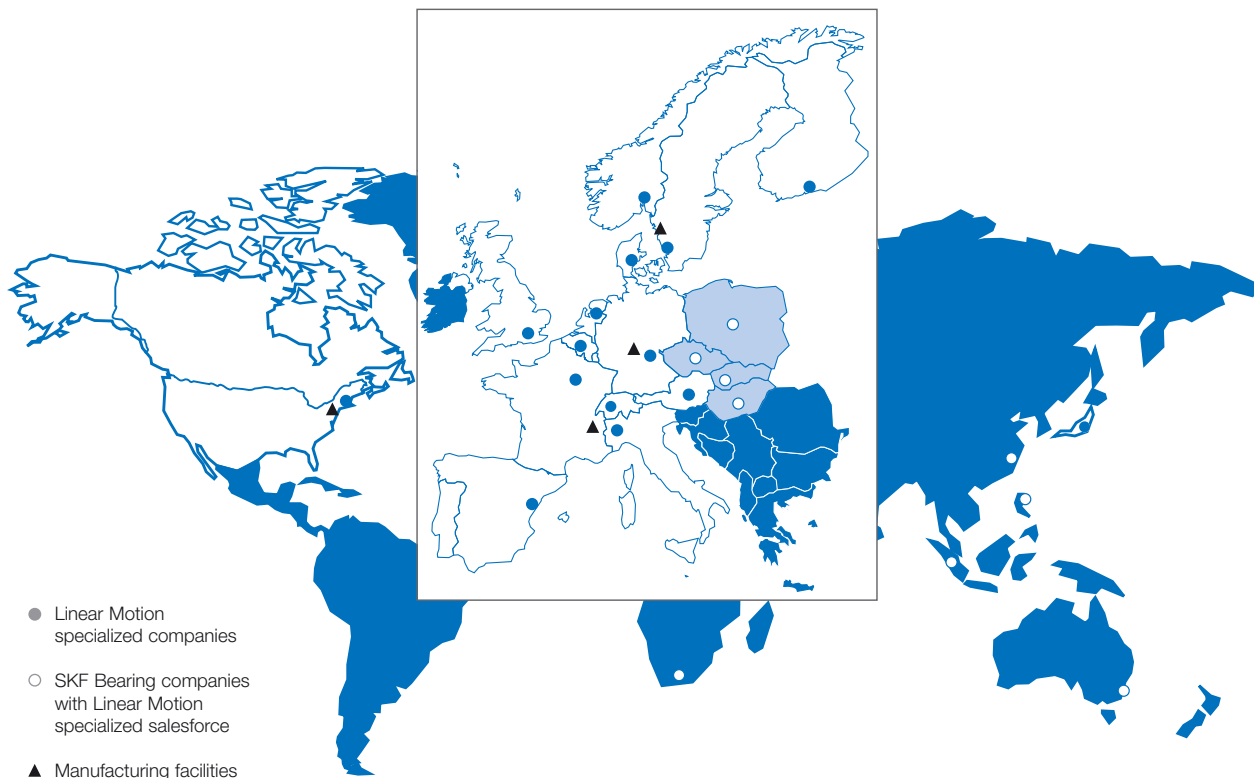 Linear Motion
specialized companies
SKF Bearing companies
with Linear Motion
specialized salesforce
Manufacturing facilities